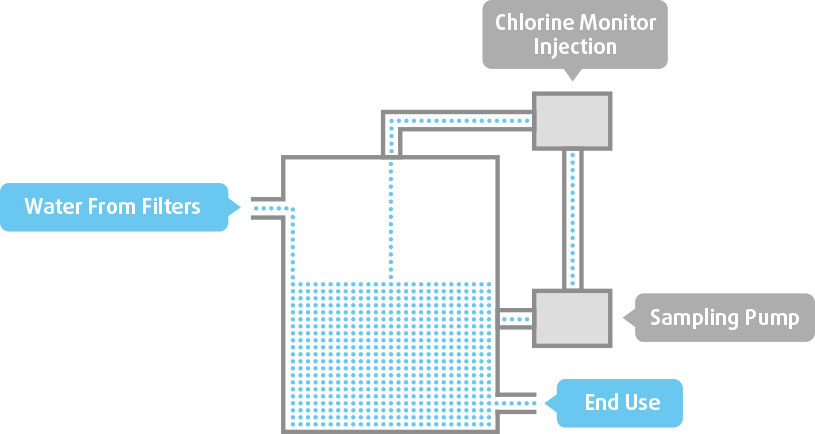 Chlorine Monitor
Injection
Water From Filters
Sampling Pump
End Use